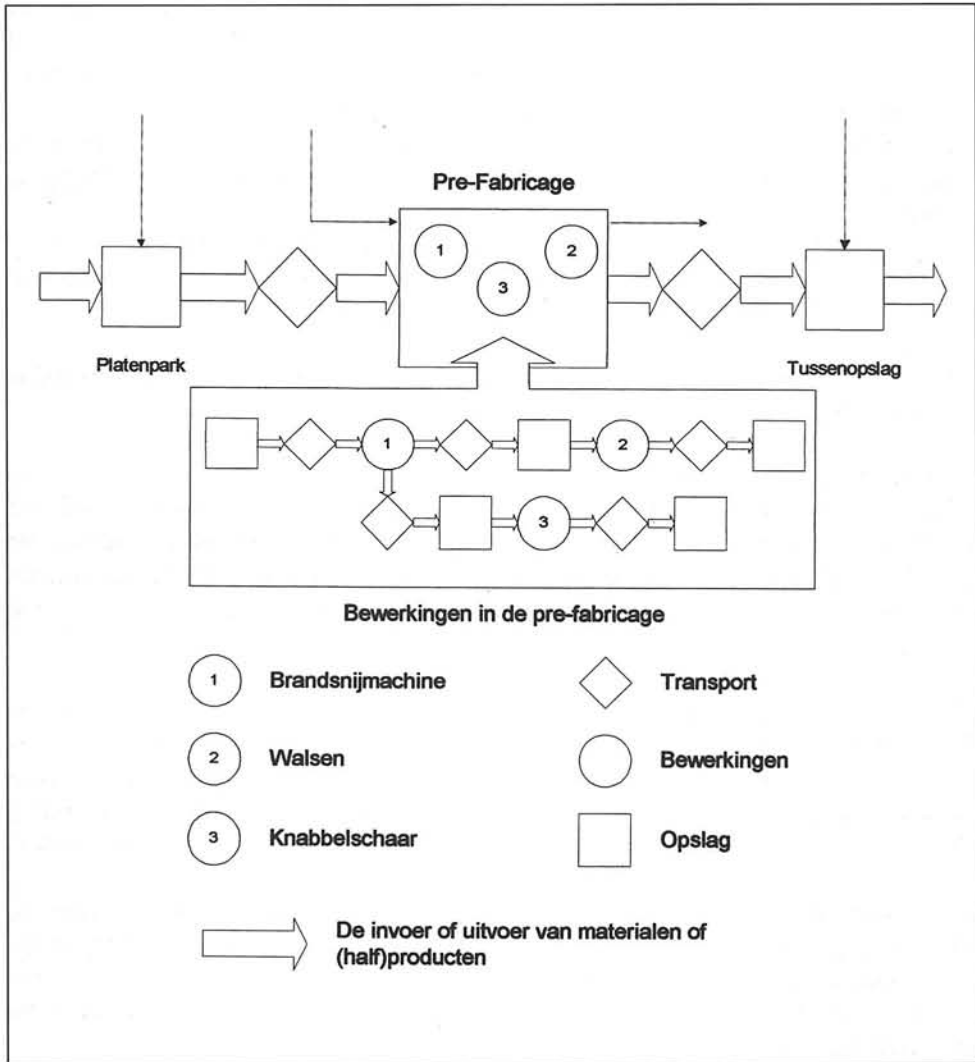 Pre-Fabricage
1
2
3
Platenpark
Tussenopslag
1
2
3
Bewerkingen in de pre-fabricage
1 Brandsnijmachine
Transport
2 Walsen
Bewerkingen
3 Knabbelschaar
Opslag
De invoer of uitvoer van materialen of
(half)producten